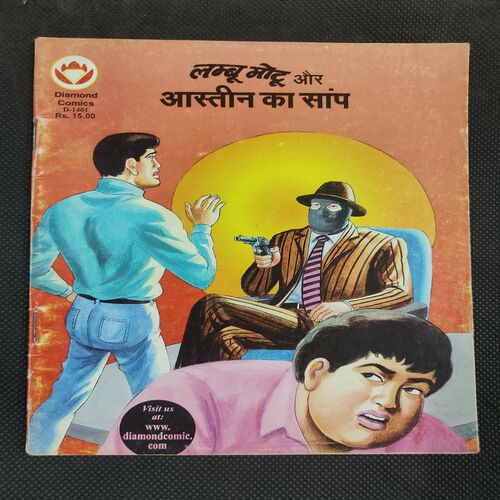 Diamond
Comics
D-1401
Rs. 15.00
लम्बू मोटू और
आस्तीन का सांप
Visit us
at:
www.
diamondcomic.
com